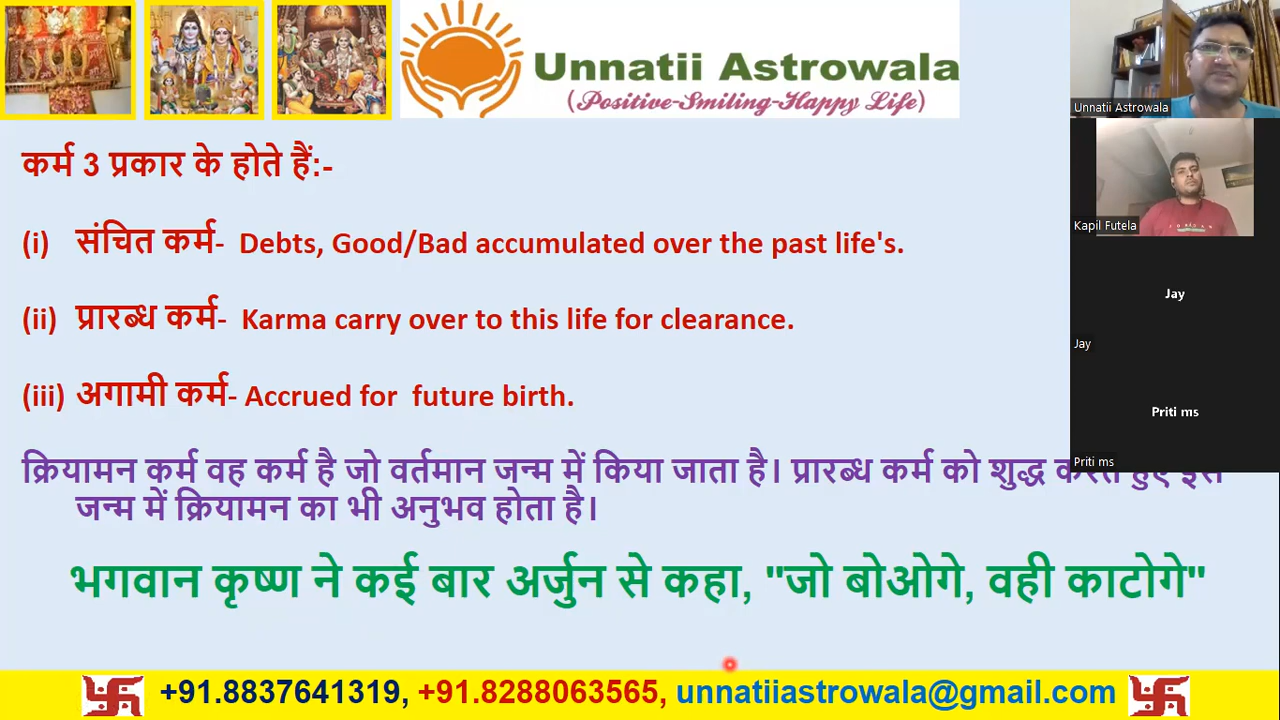 Unnatii Astrowala
(Positive-Smiling-Happy Life)
कर्म 3 प्रकार के होते हैं:-
(i) संचित कर्म- Debts, Good/Bad accumulated over the past life's.
(ii) प्रारब्ध कर्म- Karma carry over to this life for clearance.
(iii) अगामी कर्म- Accrued for future birth.
क्रियामन कर्म वह कर्म है जो वर्तमान जन्म में किया जाता है। प्रारब्ध कर्म को शुद्ध करते हुए इस
जन्म में क्रियामन का भी अनुभव होता है।
भगवान कृष्ण ने कई बार अर्जुन से कहा, "जो बोओगे, वही काटोगे"
+91.8837641319, +91.8288063565, unnatiiastrowala@gmail.com
Unnatii Astrowala
Kapil Futela
Jay
Jay
Priti ms
Priti ms